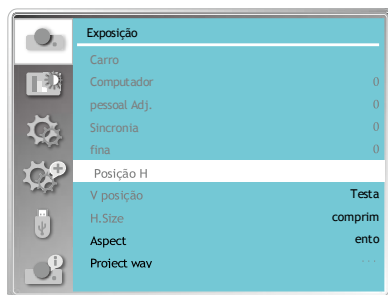 Exposição
Carro
Computador 0
pessoal Adj. 0
Sincronia 0
fina 0
Posição H
V posição Testa
H.Size comprim
Aspect ento
Project way ...